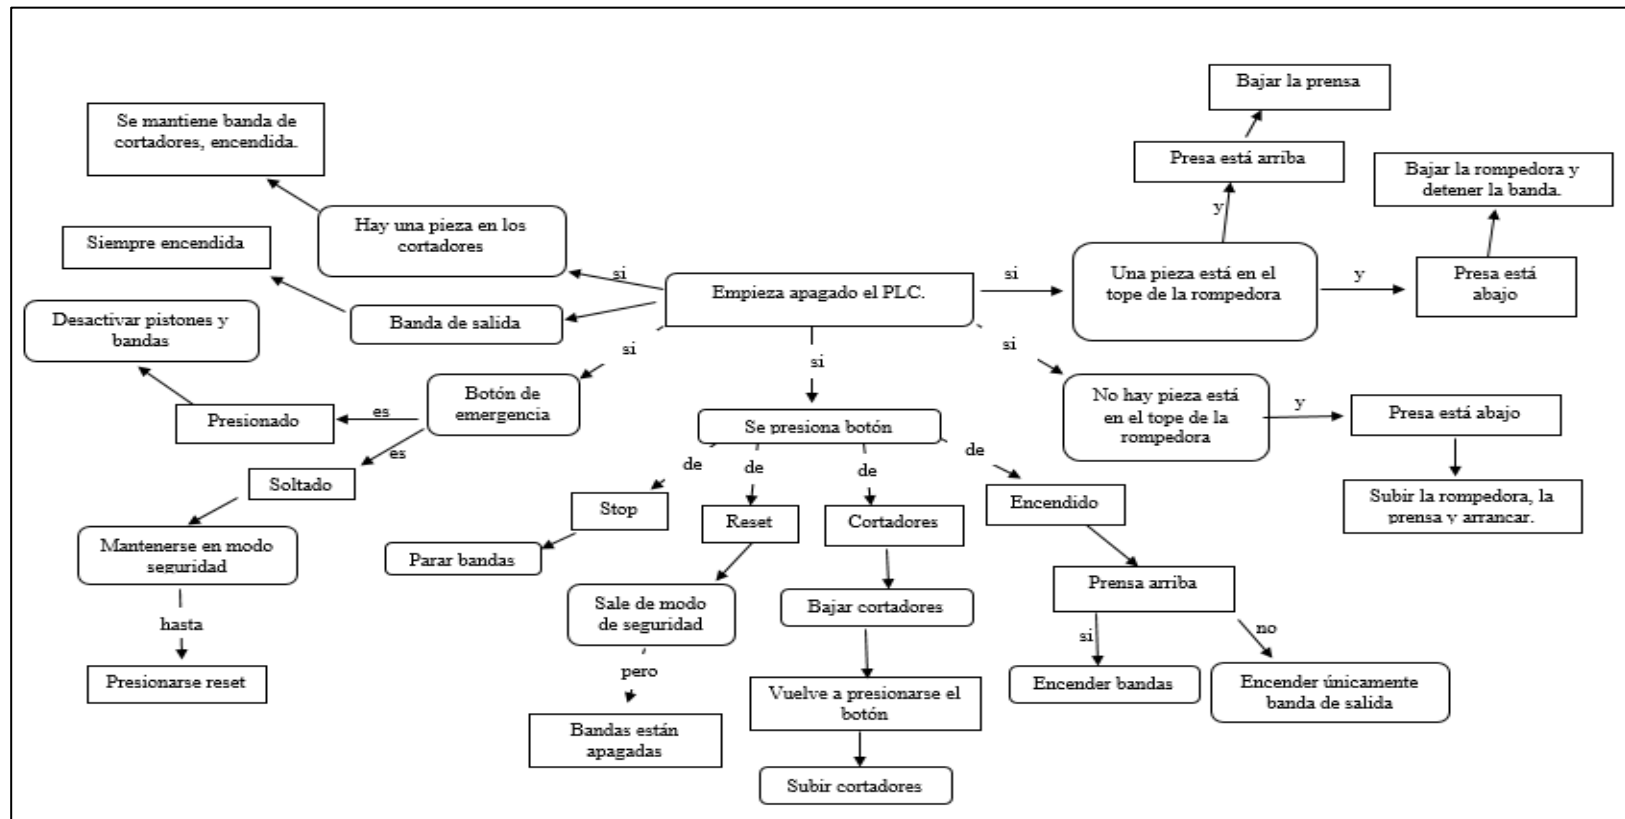 Bajar la prensa
Se mantiene banda de
cortadores, encendida.
Presa está arriba
Bajar la rompedora y
detener la banda.
y
Hay una pieza en los
cortadores
Siempre encendida
si
Empieza apagado el PLC.
si
Una pieza está en el
tope de la rompedora
y
Presa está
abajo
Desactivar pistones y
bandas
Banda de salida
si
si
si
Botón de
emergencia
es
Presionado
No hay pieza está
en el tope de la
rompedora
y
Presa está abajo
Se presiona botón
es
Soltado
de
de
de
de
Stop
Reset
Cortadores
Encendido
Subir la rompedora, la
prensa y arrancar.
Mantenerse en modo
seguridad
Parar bandas
Prensa arriba
hasta
Sale de modo
de seguridad
Bajar cortadores
si
no
Presionarse reset
pero
Vuelve a presionarse el
botón
Encender bandas
Encender únicamente
banda de salida
Bandas están
apagadas
Subir cortadores